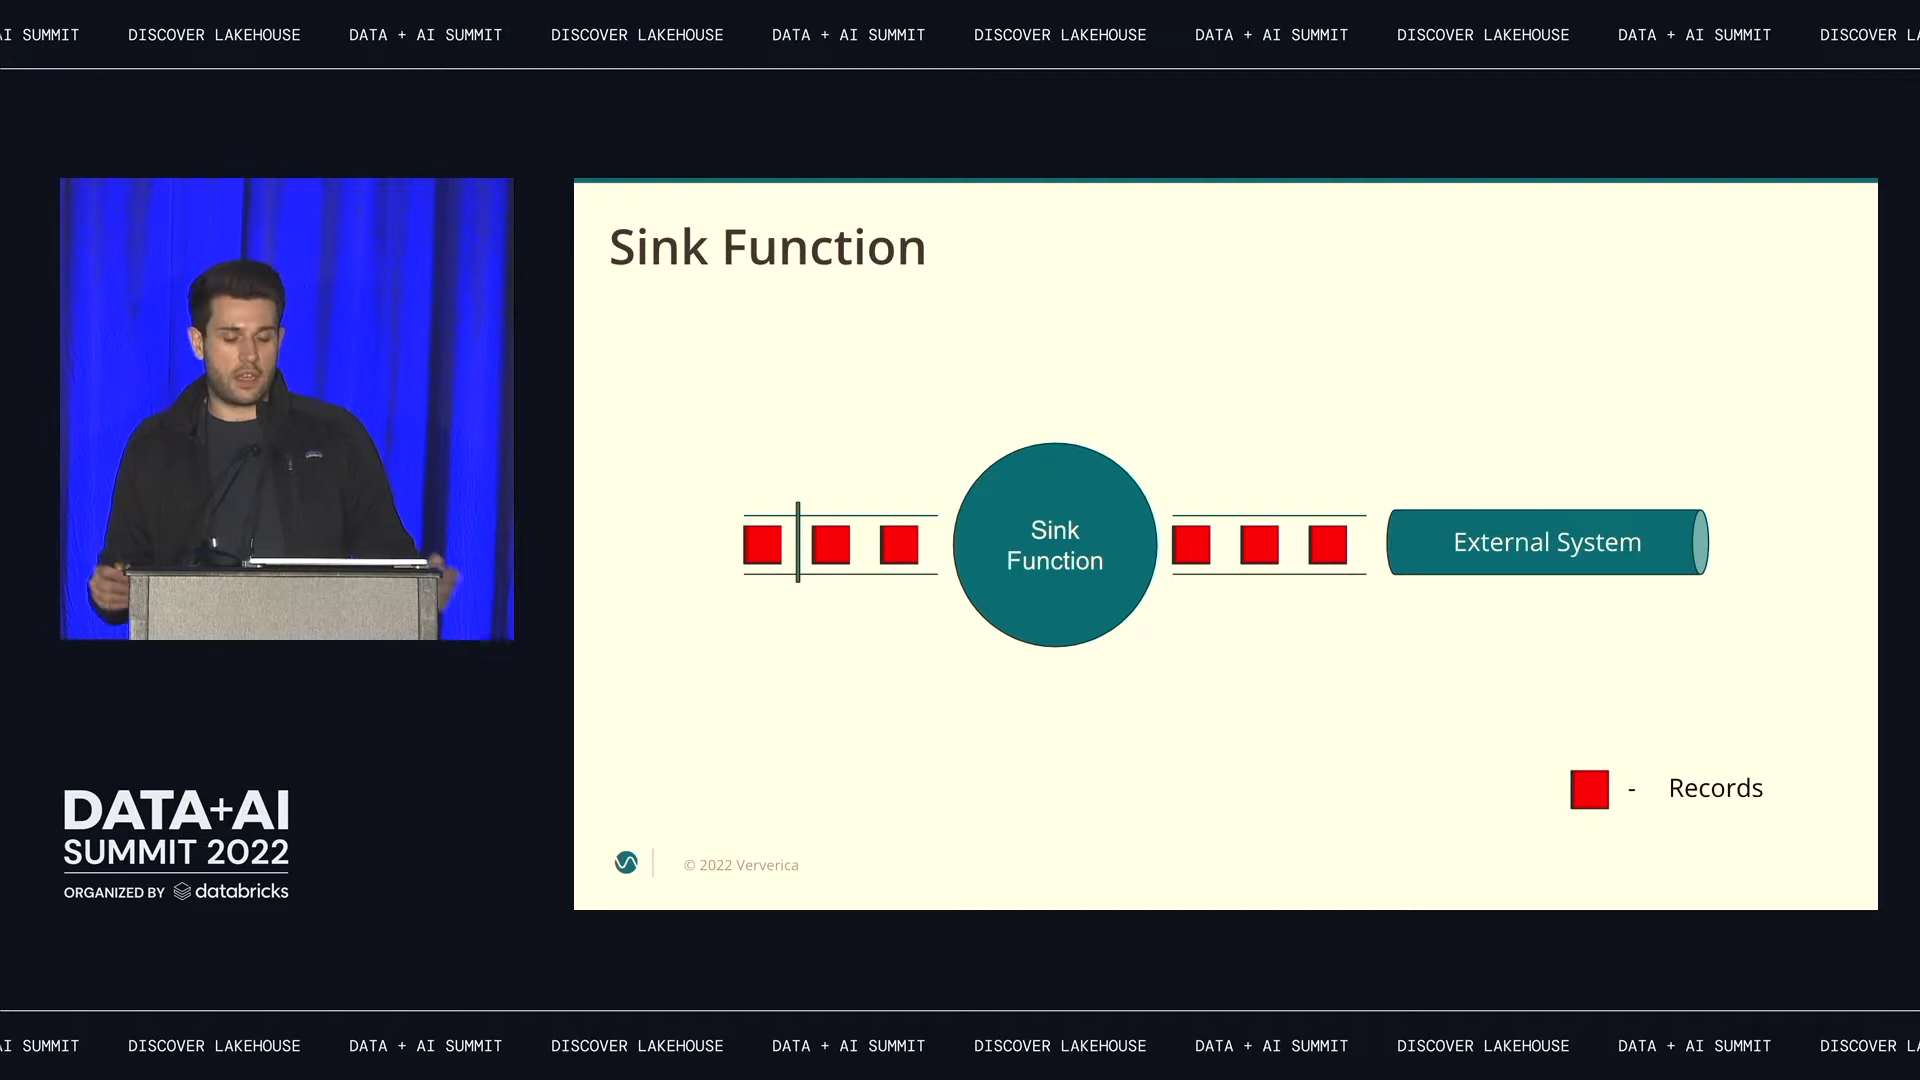 AI SUMMIT DISCOVER LAKEHOUSE DATA + AI SUMMIT DISCOVER LAKEHOUSE DATA + AI SUMMIT DISCOVER LAKEHOUSE DATA + AI SUMMIT DISCOVER LAKEHOUSE DATA + AI SUMMIT DISCOVER LA
Sink Function
Sink
Function
External System
- Records
© 2022 Ververica
DATA+AI
SUMMIT 2022
ORGANIZED BY databricks
AI SUMMIT DISCOVER LAKEHOUSE DATA + AI SUMMIT DISCOVER LAKEHOUSE DATA + AI SUMMIT DISCOVER LAKEHOUSE DATA + AI SUMMIT DISCOVER LAKEHOUSE DATA + AI SUMMIT DISCOVER LA